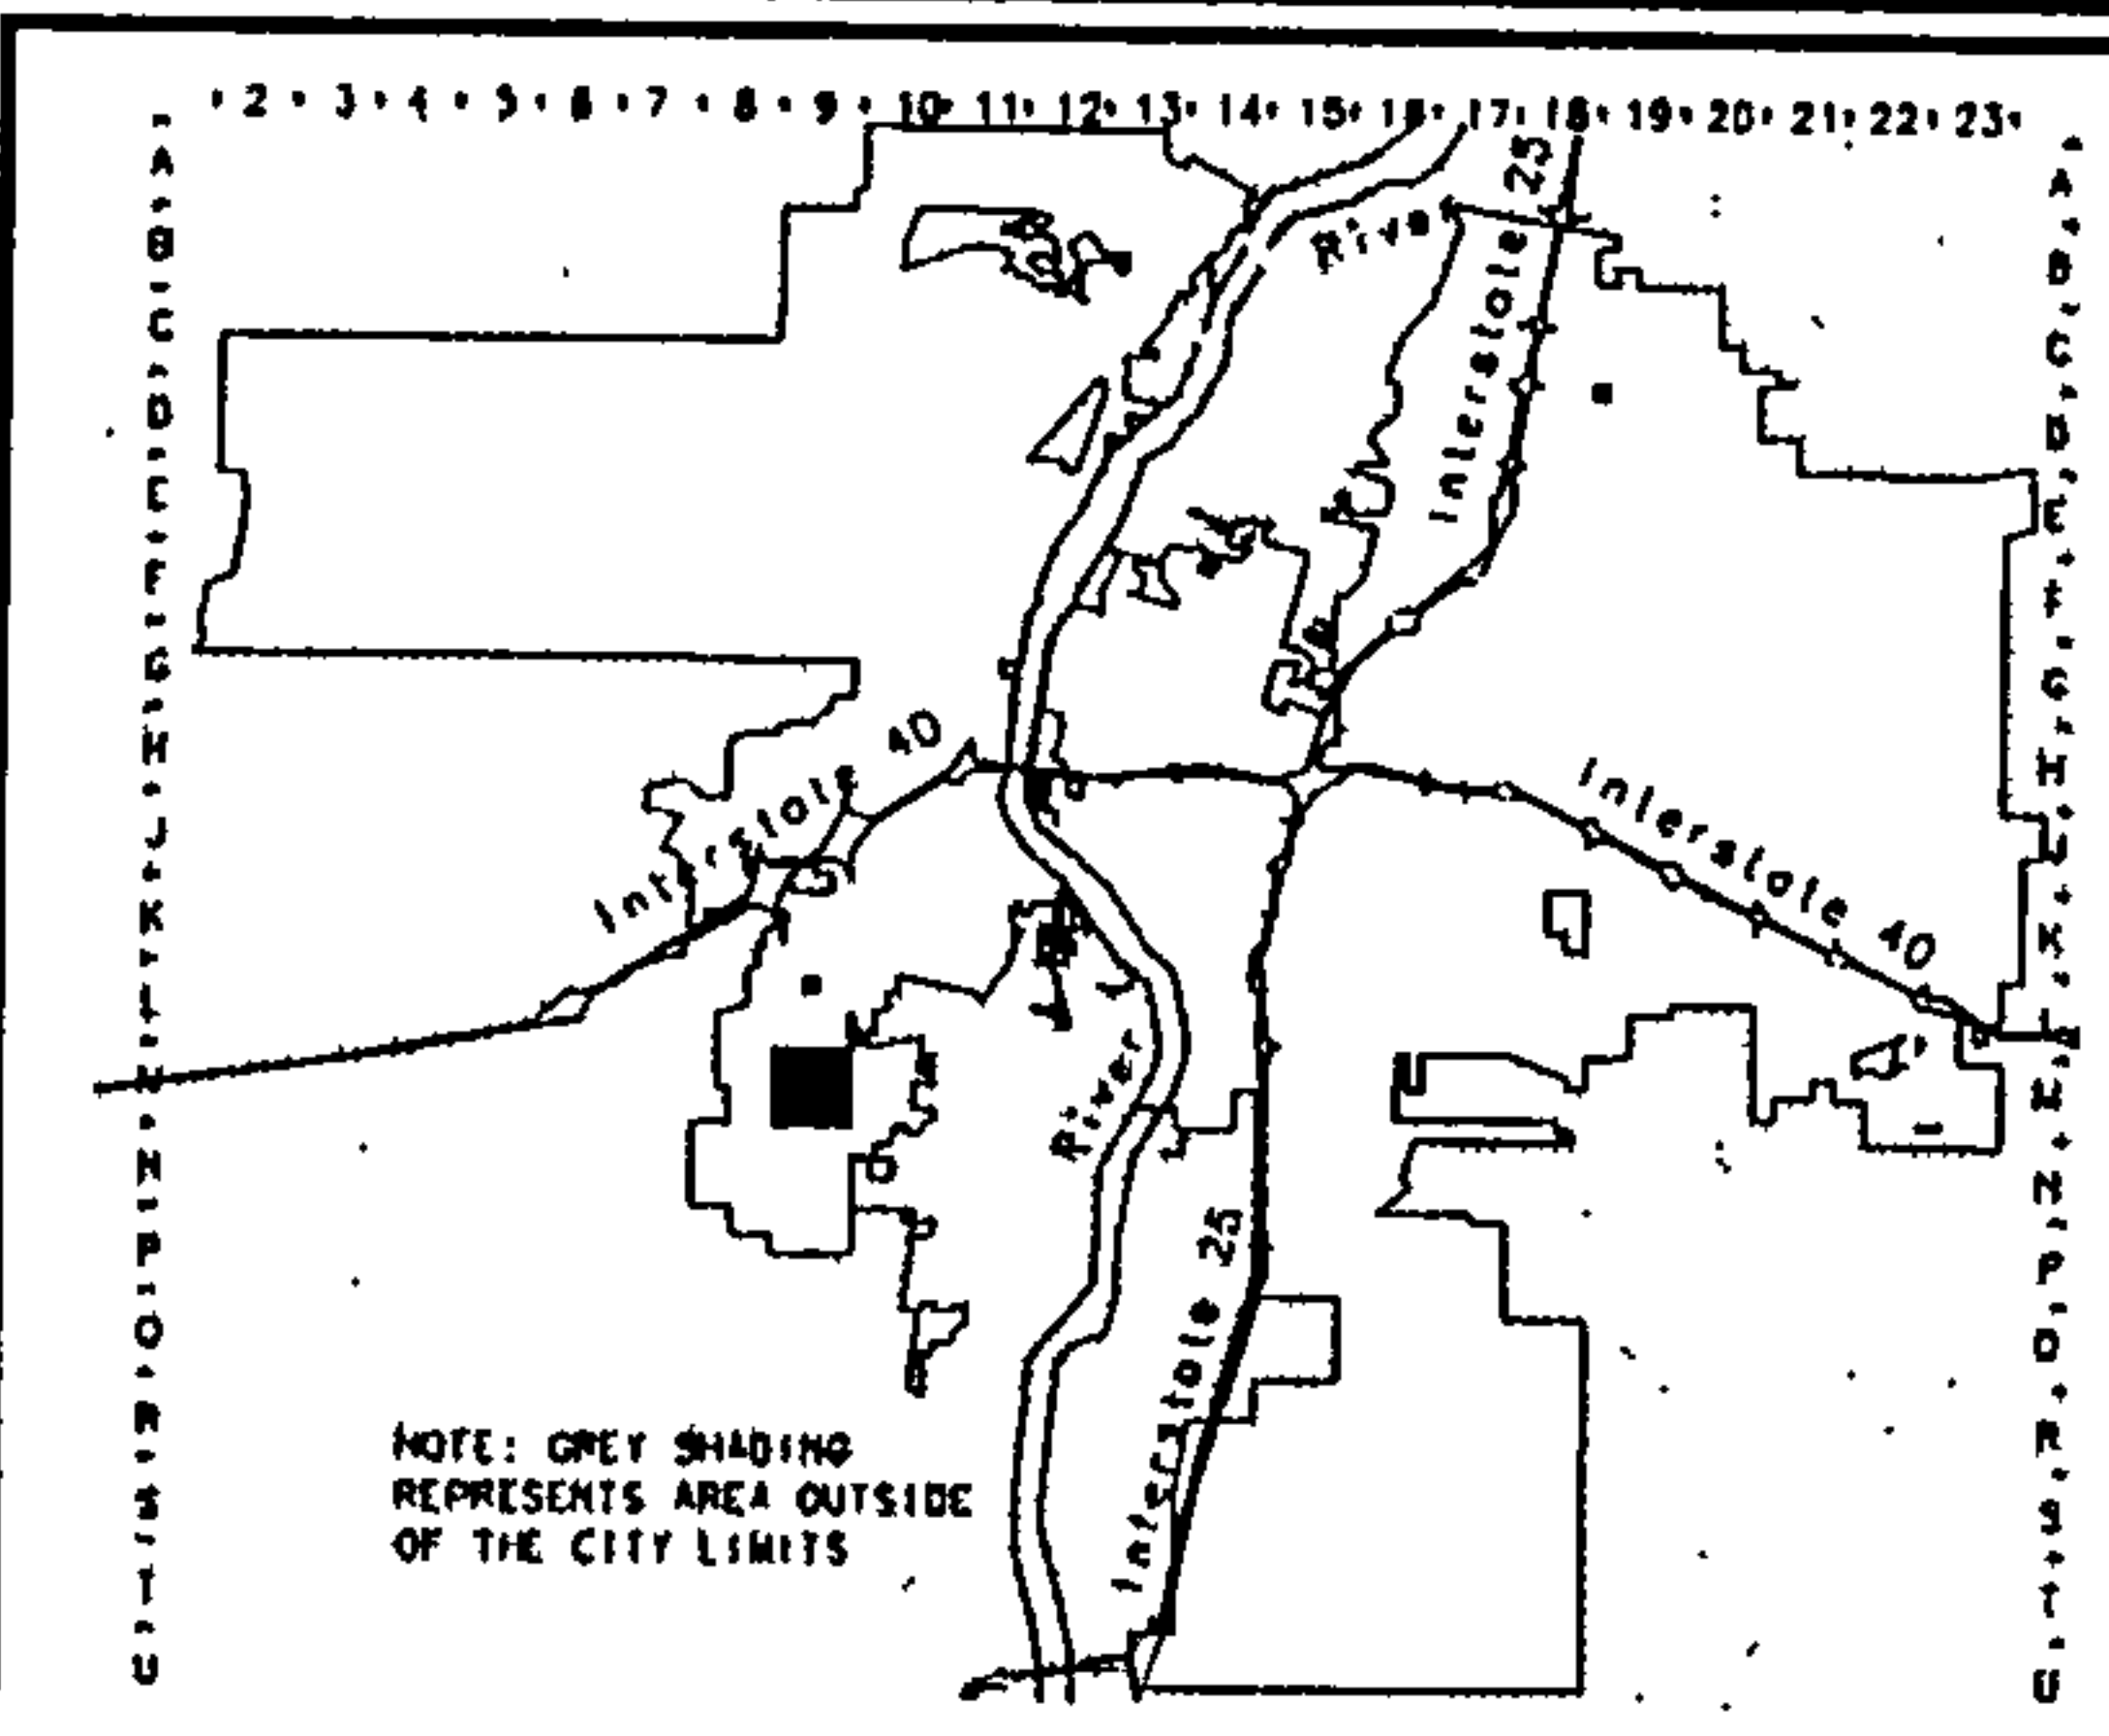 2 3 4 5 6 7 8 9 10 11 12 13 14 15 16 17 18 19 20 21 22 23
A
B
C
D
E
F
G
H
J
K
L
M
N
P
Q
R
S
T
U
A
B
C
D
E
F
G
H
J
K
L
M
N
P
Q
R
S
T
U
Interstate 25
Interstate 40
Interstate 40
River
Interstate 25
NOTE: GREY SHADING
REPRESENTS AREA OUTSIDE
OF THE CITY LIMITS